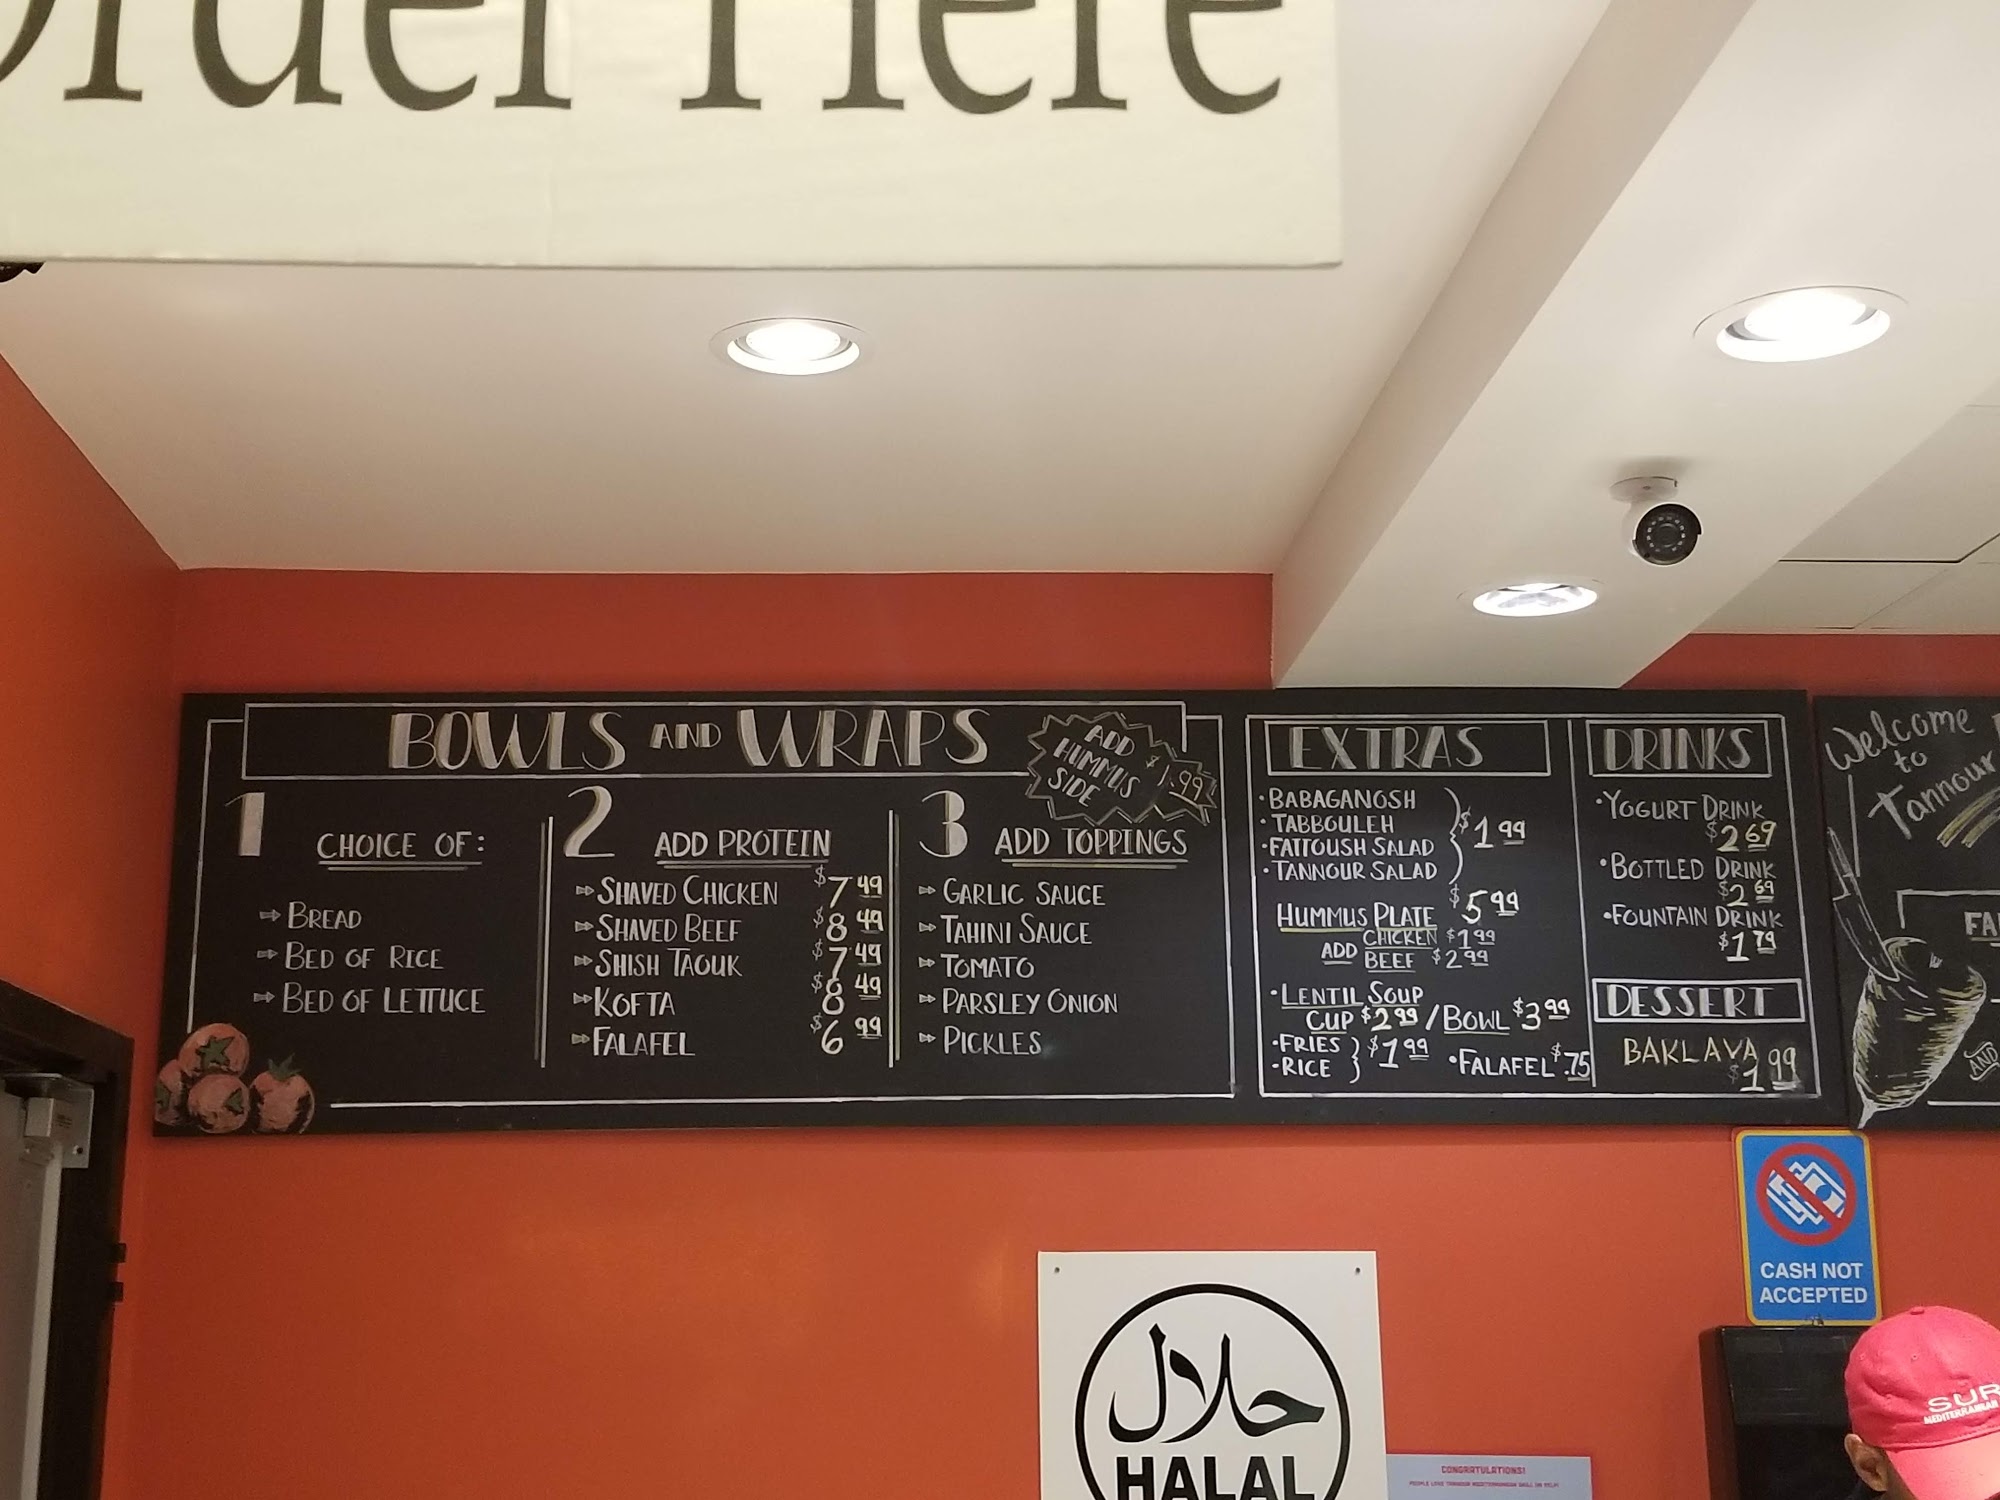 Order Here
BOWLS AND WRAPS
ADD
HUMMUS
SIDE
$1.99
1
CHOICE OF:
BREAD
BED OF RICE
BED OF LETTUCE
2
ADD PROTEIN
SHAVED CHICKEN $7.49
SHAVED BEEF $8.49
SHISH TAOUK $7.49
KOFTA $8.49
FALAFEL $6.99
3
ADD TOPPINGS
GARLIC SAUCE
TAHINI SAUCE
TOMATO
PARSLEY ONION
PICKLES
EXTRAS
• BABAGANOSH
• TABBOULEH
• FATTOUSH SALAD
• TANNOUR SALAD
$1 99
HUMMUS PLATE $5 99
ADD CHICKEN $1 99
BEEF $2 99
• LENTIL SOUP
CUP $2 99 / BOWL $3 99
• FRIES
• RICE
$1 99
• FALAFEL $.75
DRINKS
• YOGURT DRINK
$2 69
• BOTTLED DRINK
$2 69
• FOUNTAIN DRINK
$1 79
DESSERT
BAKLAVA
$1 99
Welcome
to
Tannour
AND
CASH NOT
ACCEPTED
حلال
HALAL
CONGRATULATIONS!